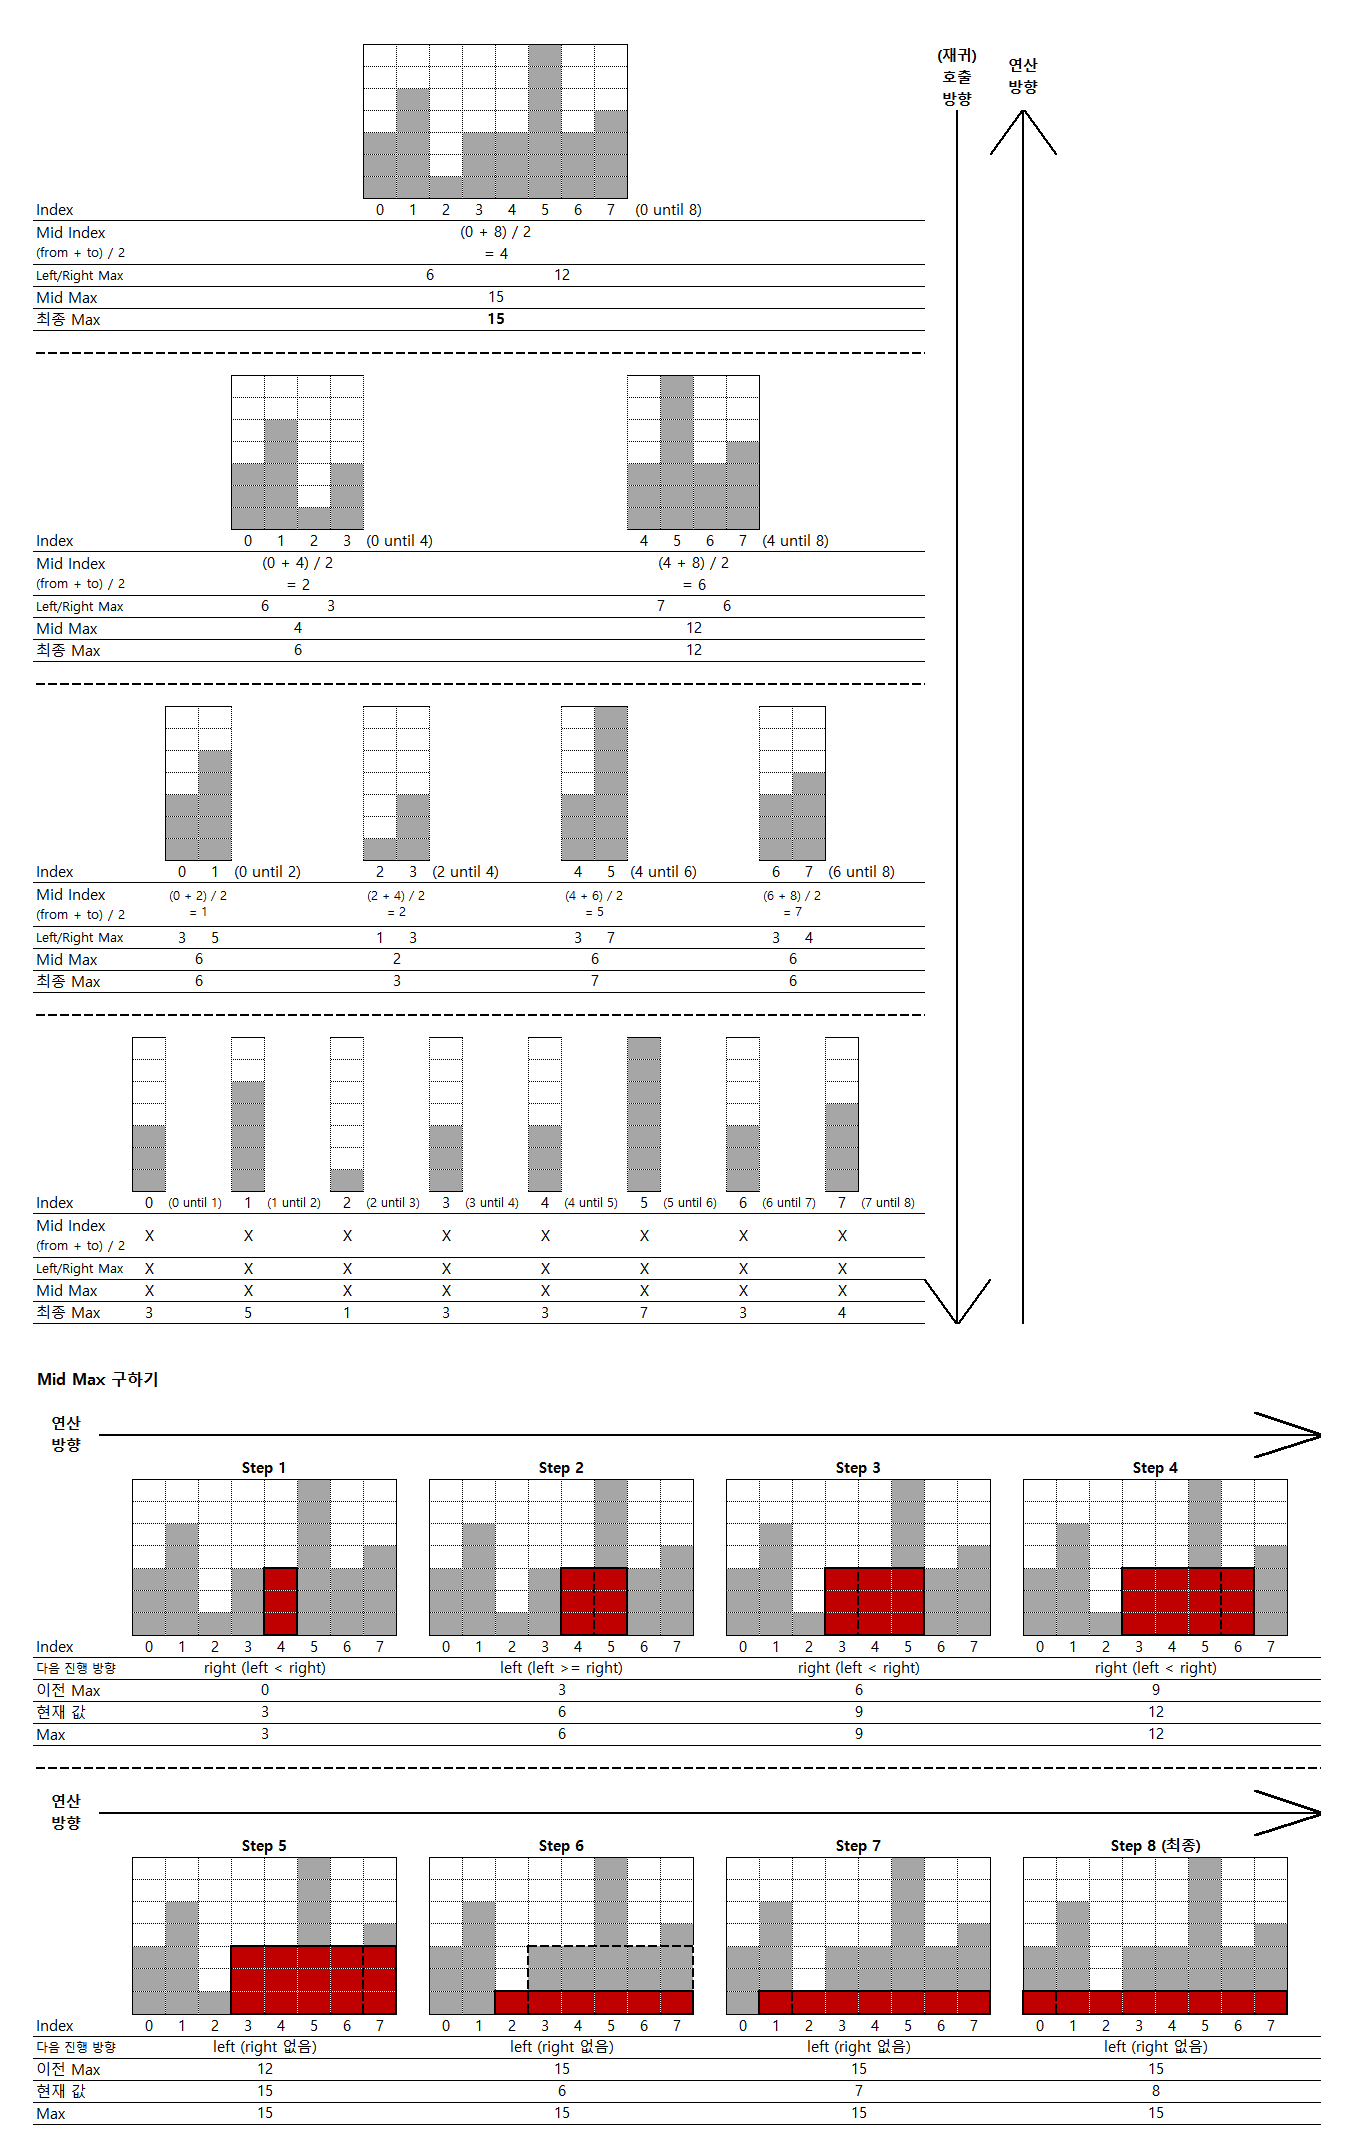 (재귀)
호출
방향
연산
방향
Index 0 1 2 3 4 5 6 7 (0 until 8)
Mid Index (0 + 8) / 2
(from + to) / 2 = 4
Left/Right Max 6 12
Mid Max 15
최종 Max 15
Index 0 1 2 3 (0 until 4) 4 5 6 7 (4 until 8)
Mid Index (0 + 4) / 2 (4 + 8) / 2
(from + to) / 2 = 2 = 6
Left/Right Max 6 3 7 6
Mid Max 4 12
최종 Max 6 12
Index 0 1 (0 until 2) 2 3 (2 until 4) 4 5 (4 until 6) 6 7 (6 until 8)
Mid Index (0 + 2) / 2 (2 + 4) / 2 (4 + 6) / 2 (6 + 8) / 2
(from + to) / 2 = 1 = 2 = 5 = 7
Left/Right Max 3 5 1 3 3 7 3 4
Mid Max 6 2 6 6
최종 Max 6 3 7 6
Index 0 (0 until 1) 1 (1 until 2) 2 (2 until 3) 3 (3 until 4) 4 (4 until 5) 5 (5 until 6) 6 (6 until 7) 7 (7 until 8)
Mid Index
(from + to) / 2 X X X X X X X X
Left/Right Max X X X X X X X X
Mid Max X X X X X X X X
최종 Max 3 5 1 3 3 7 3 4
Mid Max 구하기
연산
방향
Step 1 Step 2 Step 3 Step 4
Index 0 1 2 3 4 5 6 7 0 1 2 3 4 5 6 7 0 1 2 3 4 5 6 7 0 1 2 3 4 5 6 7
다음 진행 방향 right (left < right) left (left >= right) right (left < right) right (left < right)
이전 Max 0 3 6 9
현재 값 3 6 9 12
Max 3 6 9 12
연산
방향
Step 5 Step 6 Step 7 Step 8 (최종)
Index 0 1 2 3 4 5 6 7 0 1 2 3 4 5 6 7 0 1 2 3 4 5 6 7 0 1 2 3 4 5 6 7
다음 진행 방향 left (right 없음) left (right 없음) left (right 없음) left (right 없음)
이전 Max 12 15 15 15
현재 값 15 6 7 8
Max 15 15 15 15